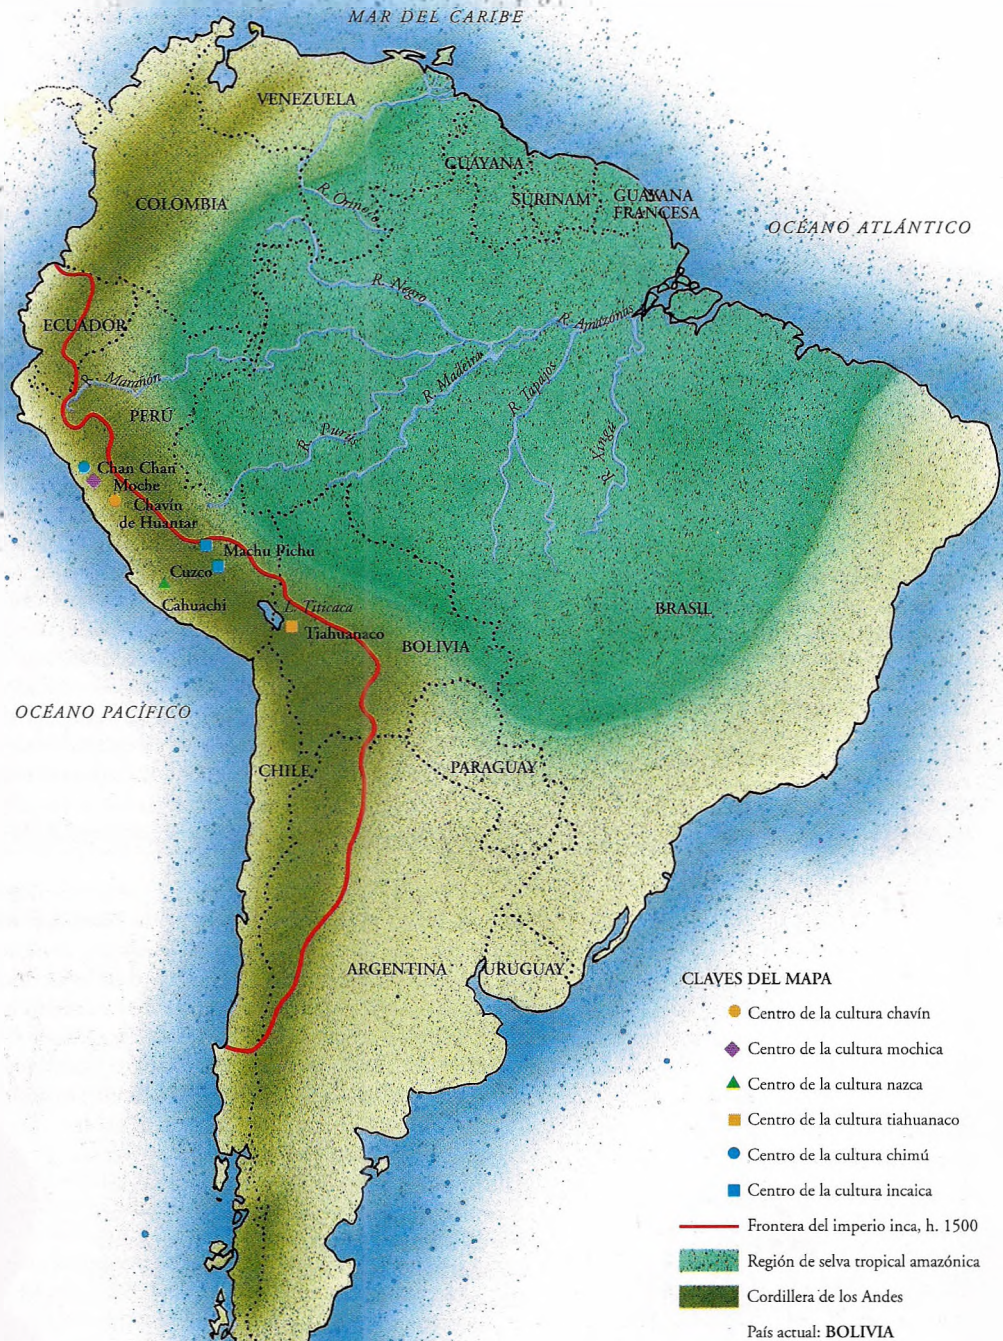 MAR DEL CARIBE
VENEZUELA
GUAYANA
COLOMBIA
SURINAM
GUAYANA
FRANCESA
R. Orinoco
OCÉANO ATLÁNTICO
R. Negro
ECUADOR
R. Amazonas
R. Marañón
R. Madeira
R. Tapajós
PERÚ
R. Purús
R. Xingú
Chan Chan
Moche
Chavín
de Huantar
Machu Pichu
Cuzco
Cahuachi
L. Titicaca
BRASIL
Tiahuanaco
BOLIVIA
OCÉANO PACÍFICO
CHILE
PARAGUAY
ARGENTINA
URUGUAY
CLAVES DEL MAPA
Centro de la cultura chavín
Centro de la cultura mochica
Centro de la cultura nazca
Centro de la cultura tiahuanaco
Centro de la cultura chimú
Centro de la cultura incaica
Frontera del imperio inca, h. 1500
Región de selva tropical amazónica
Cordillera de los Andes
País actual: BOLIVIA